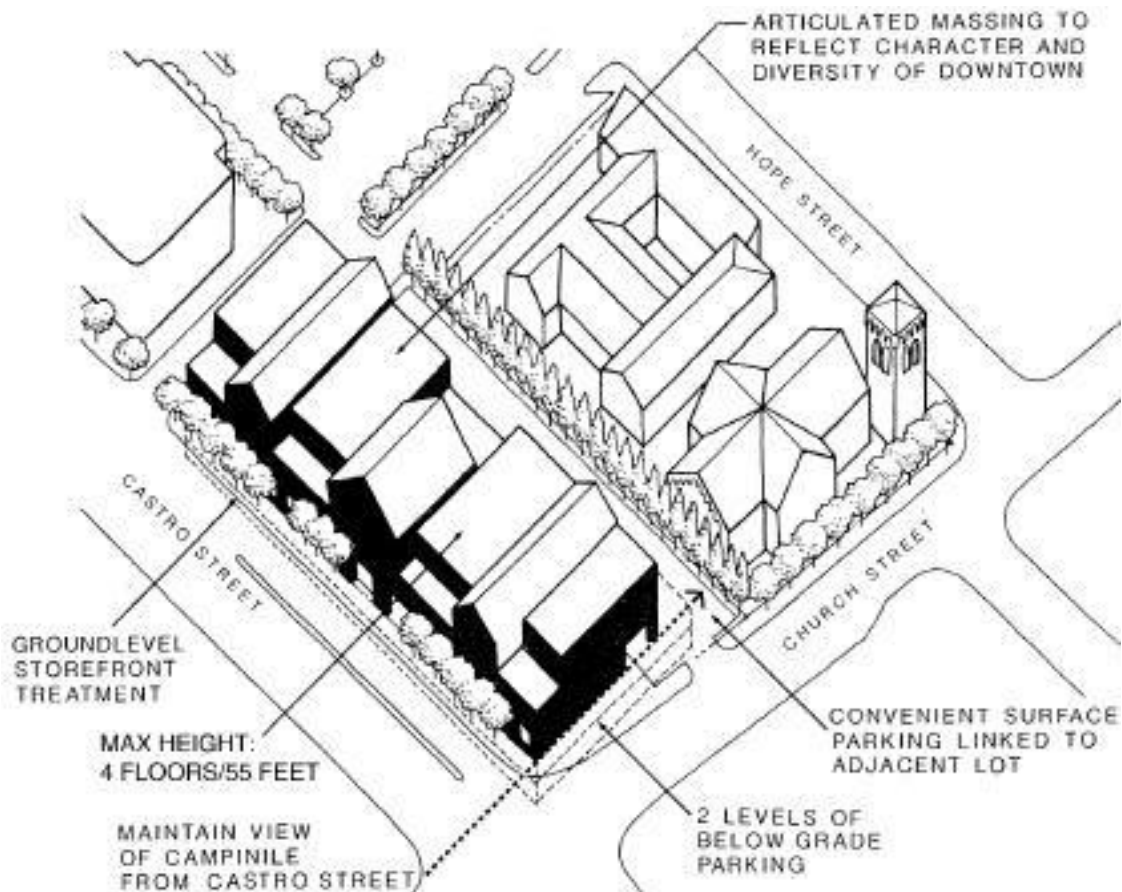 ARTICULATED MASSING TO
REFLECT CHARACTER AND
DIVERSITY OF DOWNTOWN
HOPE STREET
CASTRO STREET
CHURCH STREET
GROUNDLEVEL
STOREFRONT
TREATMENT
MAX HEIGHT:
4 FLOORS/55 FEET
MAINTAIN VIEW
OF CAMPINILE
FROM CASTRO STREET
CONVENIENT SURFACE
PARKING LINKED TO
ADJACENT LOT
2 LEVELS OF
BELOW GRADE
PARKING